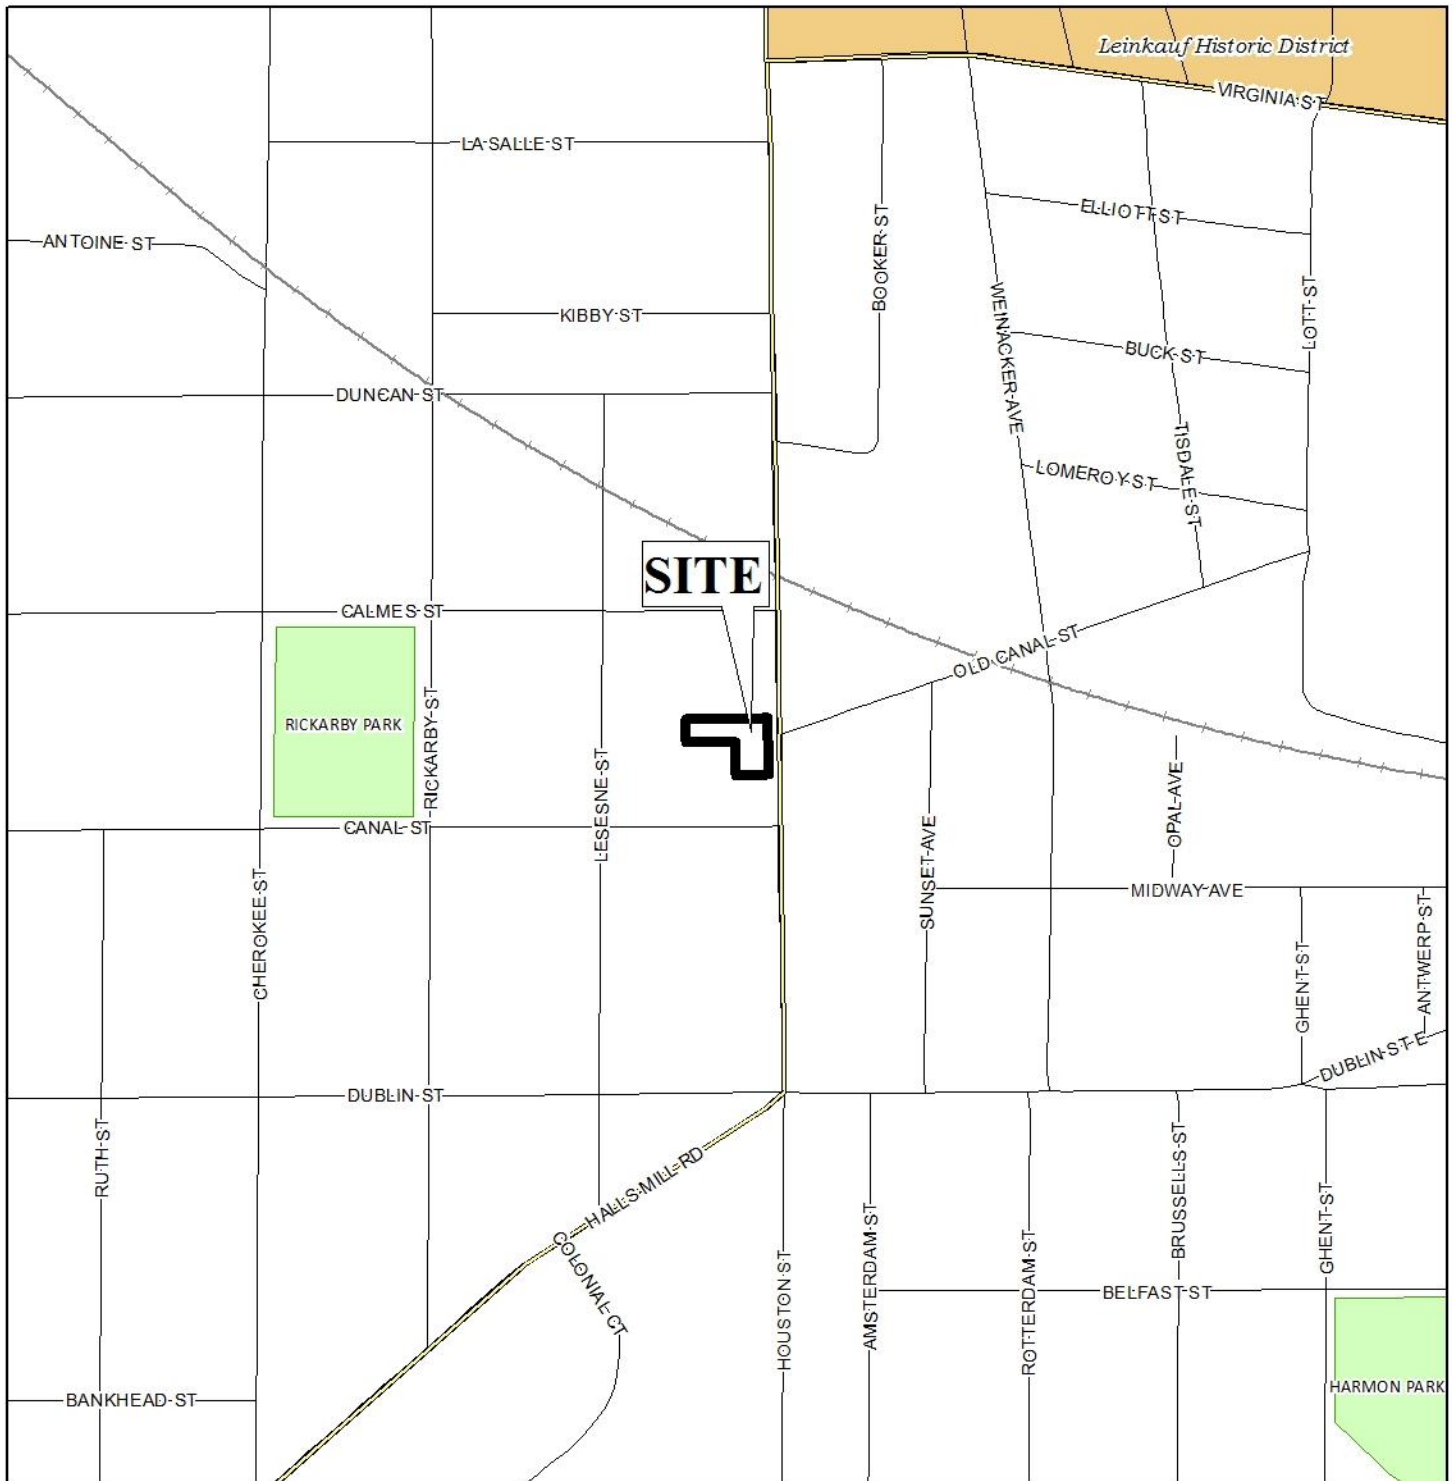 Leinkauf Historic District
VIRGINIA ST
LA SALLE ST
ELLIOTT ST
ANTOINE ST
BOOKER ST
KIBBY ST
WEINACKER AVE
LOTT ST
BUCK ST
DUNCAN ST
TISDALE ST
LOMEROY ST
SITE
CALMES ST
OLD CANAL ST
RICKARBY PARK
RICKARBY ST
LESESNE ST
OPAL AVE
CANAL ST
SUNSET AVE
MIDWAY AVE
CHEROKEE ST
GHENT ST
ANTWERP ST
DUBLIN ST E
DUBLIN ST
RUTH ST
HALLS MILL RD
COLONIAL CT
HOUSTON ST
AMSTERDAM ST
ROTTERDAM ST
BRUSSELLS ST
GHENT ST
BELFAST ST
HARMON PARK
BANKHEAD ST